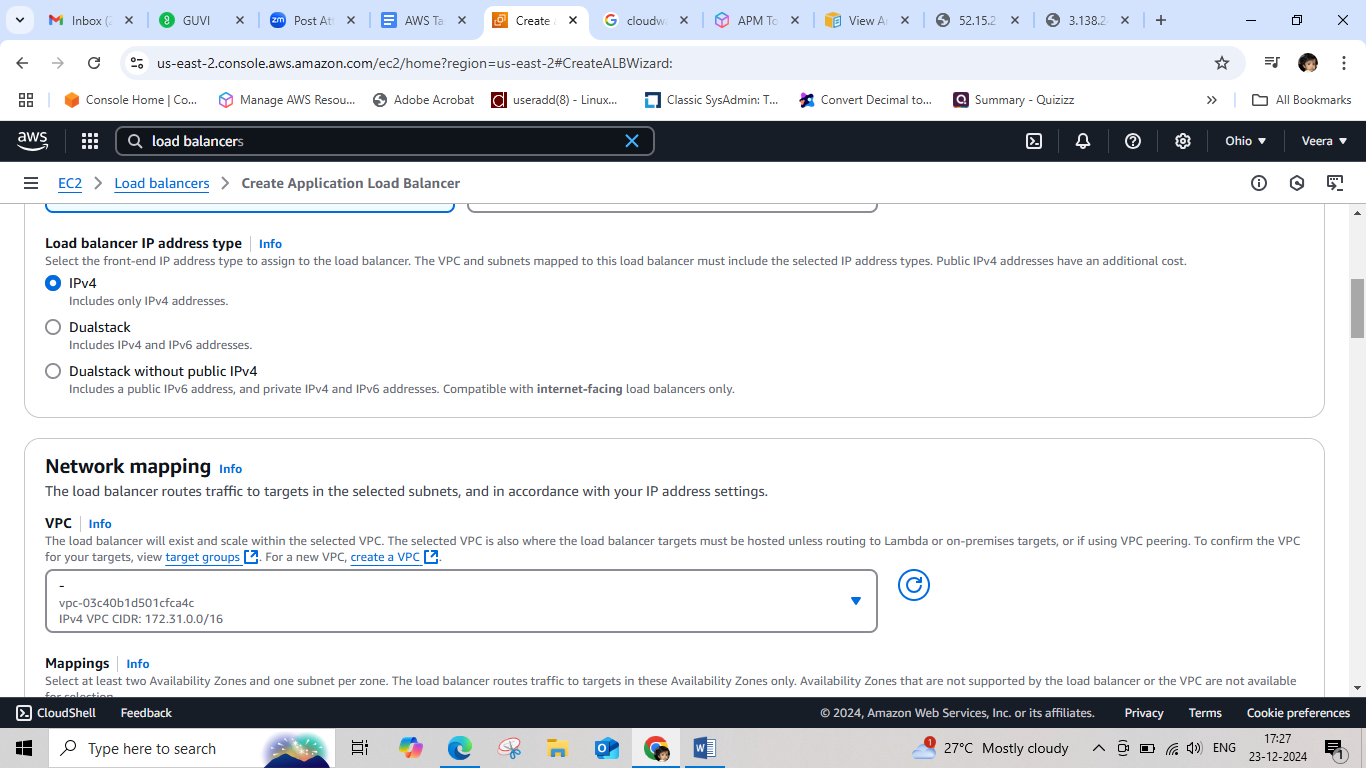 Inbox (2
GUVI
Post At
AWS Ta
Create
cloudw
APM To
View A
52.15.2
3.138.2
us-east-2.console.aws.amazon.com/ec2/home?region=us-east-2#CreateALBWizard:
Console Home | Co...
Manage AWS Resou...
Adobe Acrobat
useradd(8) - Linux...
Classic SysAdmin: T...
Convert Decimal to...
Summary - Quizizz
All Bookmarks
aws
load balancers
Ohio
Veera
EC2
Load balancers
Create Application Load Balancer
Load balancer IP address type
Info
Select the front-end IP address type to assign to the load balancer. The VPC and subnets mapped to this load balancer must include the selected IP address types. Public IPv4 addresses have an additional cost.
IPv4
Includes only IPv4 addresses.
Dualstack
Includes IPv4 and IPv6 addresses.
Dualstack without public IPv4
Includes a public IPv6 address, and private IPv4 and IPv6 addresses. Compatible with internet-facing load balancers only.
Network mapping Info
The load balancer routes traffic to targets in the selected subnets, and in accordance with your IP address settings.
VPC
Info
The load balancer will exist and scale within the selected VPC. The selected VPC is also where the load balancer targets must be hosted unless routing to Lambda or on-premises targets, or if using VPC peering. To confirm the VPC
for your targets, view target groups. For a new VPC, create a VPC.
-
vpc-03c40b1d501cfca4c
IPv4 VPC CIDR: 172.31.0.0/16
Mappings
Info
Select at least two Availability Zones and one subnet per zone. The load balancer routes traffic to targets in these Availability Zones only. Availability Zones that are not supported by the load balancer or the VPC are not available
for selection.
CloudShell
Feedback
© 2024, Amazon Web Services, Inc. or its affiliates.
Privacy
Terms
Cookie preferences
Type here to search
1
27°C Mostly cloudy
ENG
17:27
23-12-2024
1